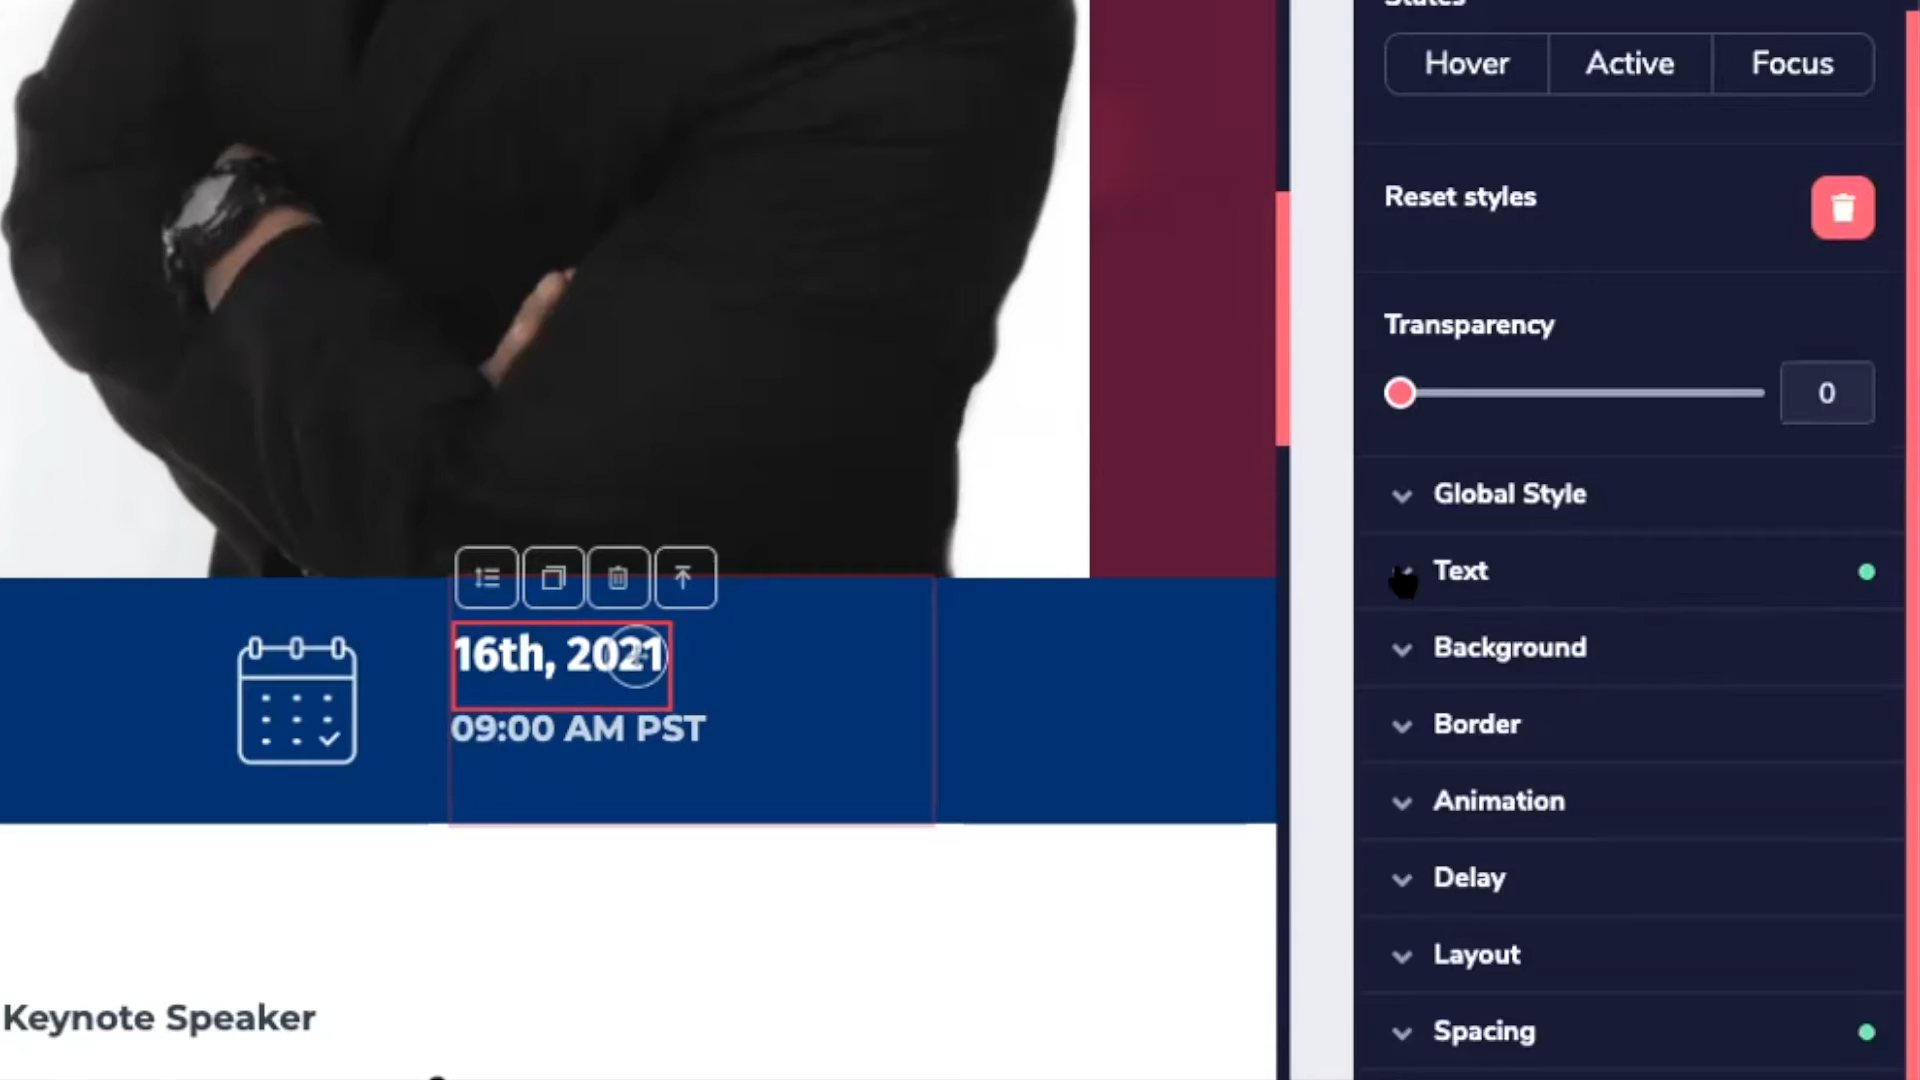 States
Hover
Active
Focus
Reset styles
Transparency
0
Global Style
Text
Background
Border
Animation
Delay
Layout
Spacing
16th, 2021
09:00 AM PST
Keynote Speaker